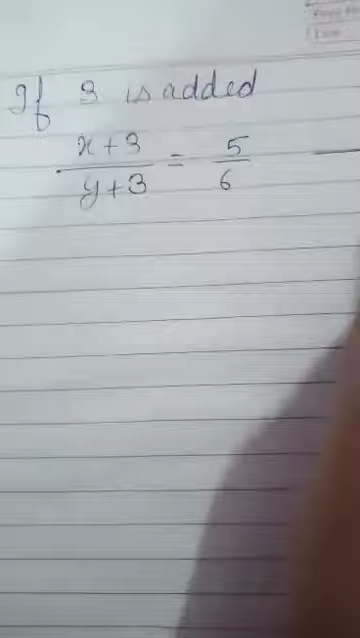 If 3 is added
x+3 / y+3 = 5 / 6